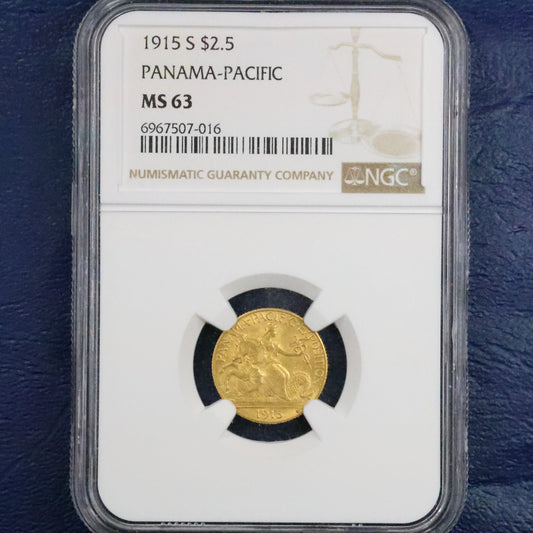 1915 S $2.5
PANAMA-PACIFIC
MS 63
6967507-016
NUMISMATIC GUARANTY COMPANY NGC®
PANAMA-PACIFIC EXPOSITION
1915